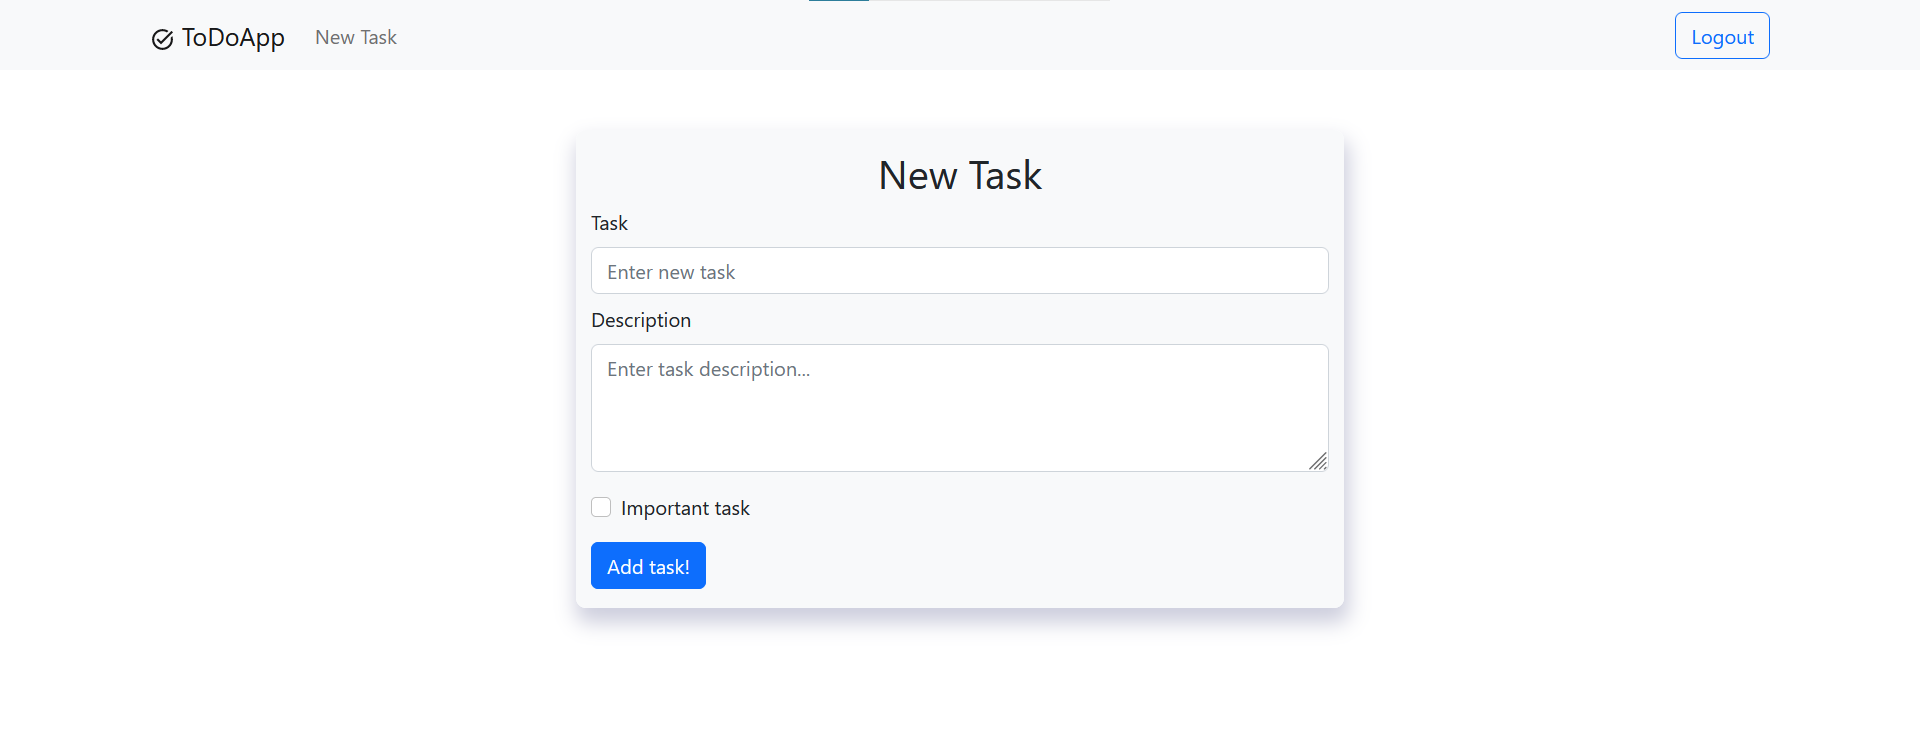 ToDoApp New Task Logout
New Task
Task
Enter new task
Description
Enter task description...
Important task
Add task!